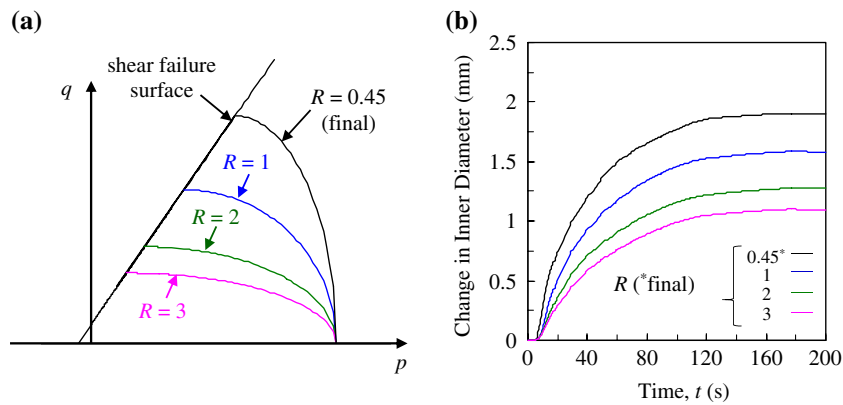 (a)
shear failure
surface
q
R = 0.45
(final)
R = 1
R = 2
R = 3
p
(b)
Change in Inner Diameter (mm)
2.5
2
1.5
1
0.5
0
0 40 80 120 160 200
Time, t (s)
R (*final)
0.45*
1
2
3